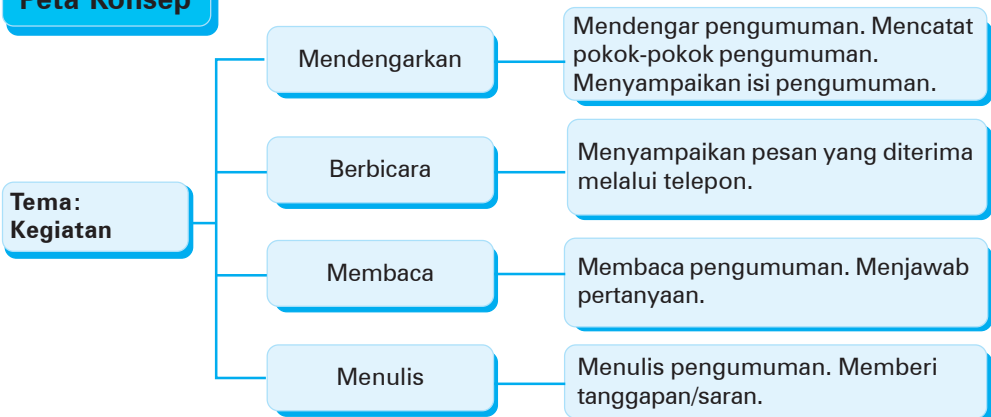 Peta Konsep
Mendengarkan
Mendengar pengumuman. Mencatat
pokok-pokok pengumuman.
Menyampaikan isi pengumuman.
Berbicara
Menyampaikan pesan yang diterima
melalui telepon.
Tema:
Kegiatan
Membaca
Membaca pengumuman. Menjawab
pertanyaan.
Menulis
Menulis pengumuman. Memberi
tanggapan/saran.